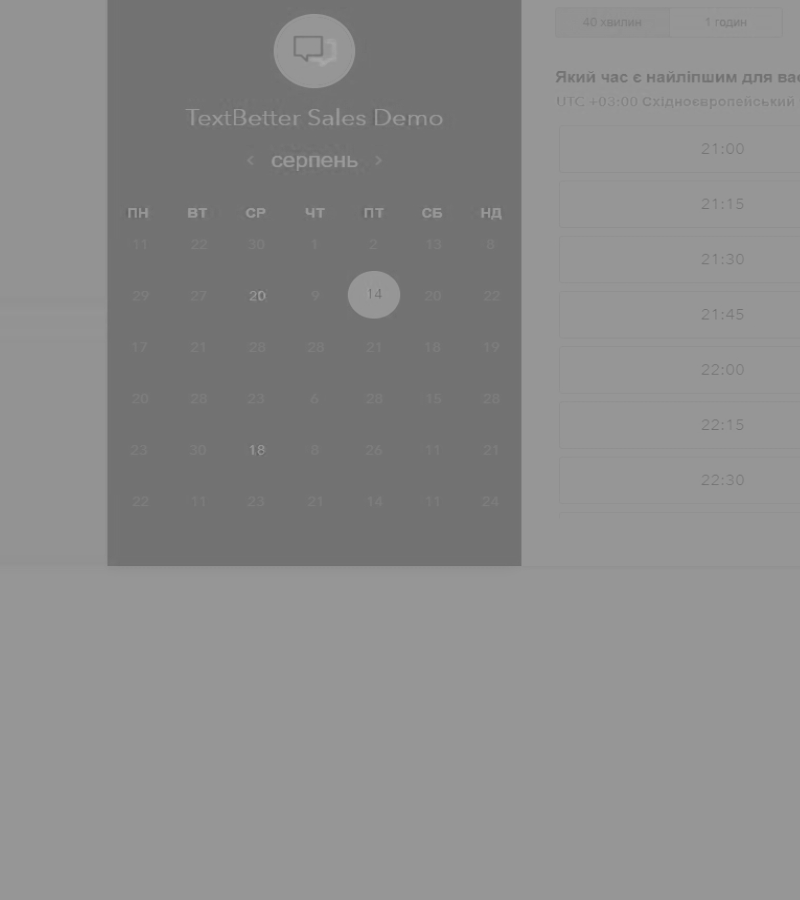 TextBetter Sales Demo
серпень
ПН ВТ СР ЧТ ПТ СБ НД
11 22 30 1 2 13 8
29 27 20 9 14 20 22
17 21 28 28 21 18 19
20 28 23 6 28 15 28
23 30 18 8 26 11 21
22 11 23 21 14 11 24
40 хвилин 1 годин
Який час є найліпшим для вас
UTC +03:00 Східноєвропейський
21:00
21:15
21:30
21:45
22:00
22:15
22:30